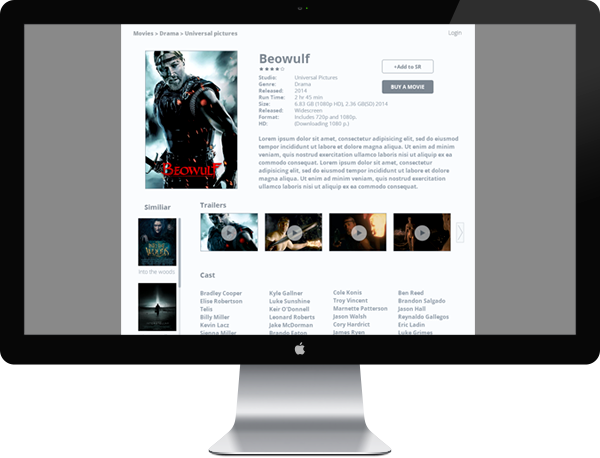 Movies > Drama > Universal pictures
Login
Beowulf
+Add to SR
BUY A MOVIE
Studio: Universal Pictures
Genre: Drama
Released: 2014
Run Time: 2 hr 45 min
Size: 6.83 GB (1080p HD), 2.36 GB(SD) 2014
Released: Widescreen
Format: Includes 720p and 1080p.
HD: (Downloading 1080 p.)
BEOWULF
Lorem ipsum dolor sit amet, consectetur adipiscing elit, sed do eiusmod
tempor incididunt ut labore et dolore magna aliqua. Ut enim ad minim
veniam, quis nostrud exercitation ullamco laboris nisi ut aliquip ex ea
commodo consequat. Lorem ipsum dolor sit amet, consectetur
adipiscing elit, sed do eiusmod tempor incididunt ut labore et dolore
magna aliqua. Ut enim ad minim veniam, quis nostrud exercitation
ullamco laboris nisi ut aliquip ex ea commodo consequat.
Similiar
Trailers
INTO THE WOODS
Into the woods
Cast
Bradley Cooper
Elise Robertson
Talis
Billy Miller
Kevin Lacz
Sienna Miller
Kyle Gallner
Luke Sunshine
Keir O'Donnell
Leonard Roberts
Jake McDorman
Brando Eaton
Cole Konis
Troy Vincent
Marnette Patterson
Jason Walsh
Cory Hardrict
James Ryan
Ben Reed
Brandon Salgado
Jason Hall
Reynaldo Gallegos
Eric Ladin
Luke Grimes